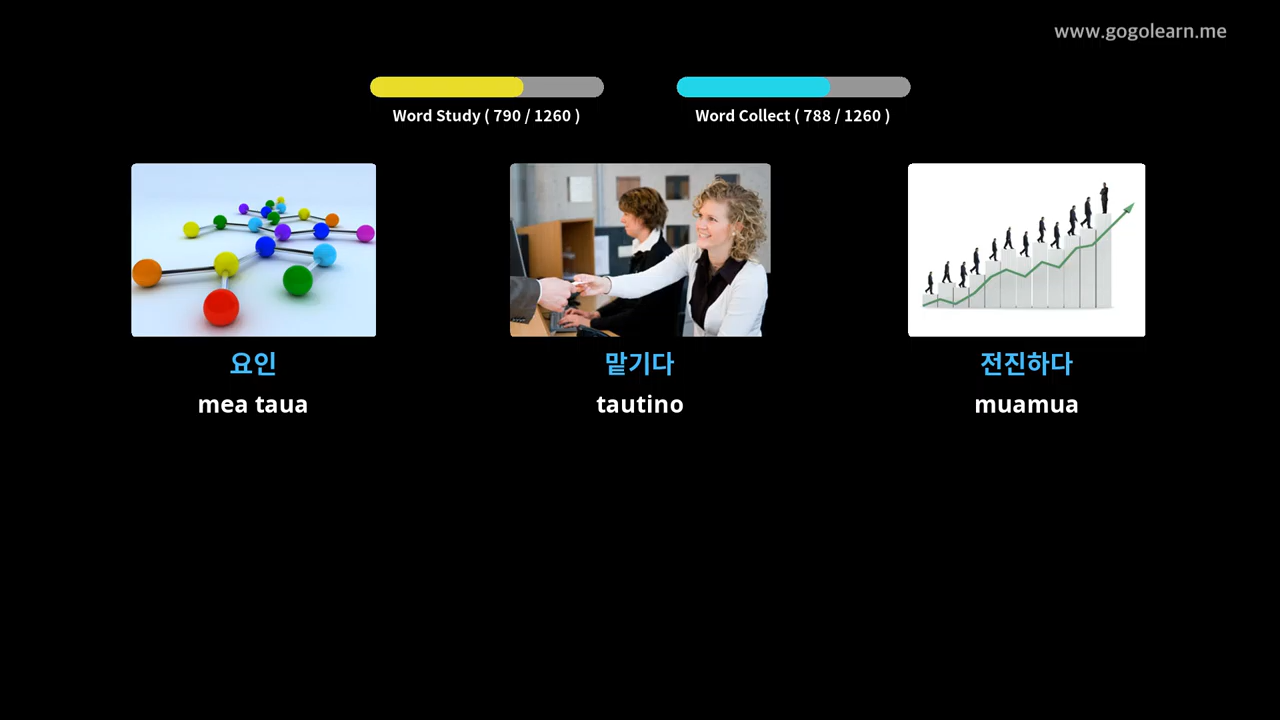 www.gogolearn.me
Word Study ( 790 / 1260 )
Word Collect ( 788 / 1260 )
요인
맡기다
전진하다
mea taua
tautino
muamua